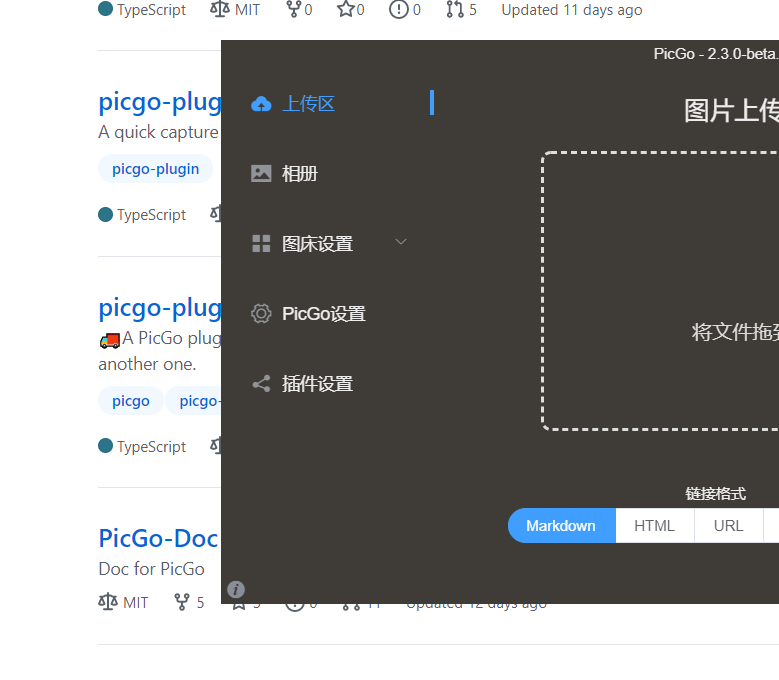 TypeScript MIT 0 0 0 5 Updated 11 days ago
picgo-plug
A quick capture
picgo-plugin
TypeScript
picgo-plug
A PicGo plug
another one.
picgo picgo-
TypeScript
PicGo-Doc
Doc for PicGo
MIT 5
PicGo - 2.3.0-beta.
上传区
相册
图床设置
PicGo设置
插件设置
图片上传
将文件拖到
链接格式
Markdown HTML URL
Updated 12 days ago